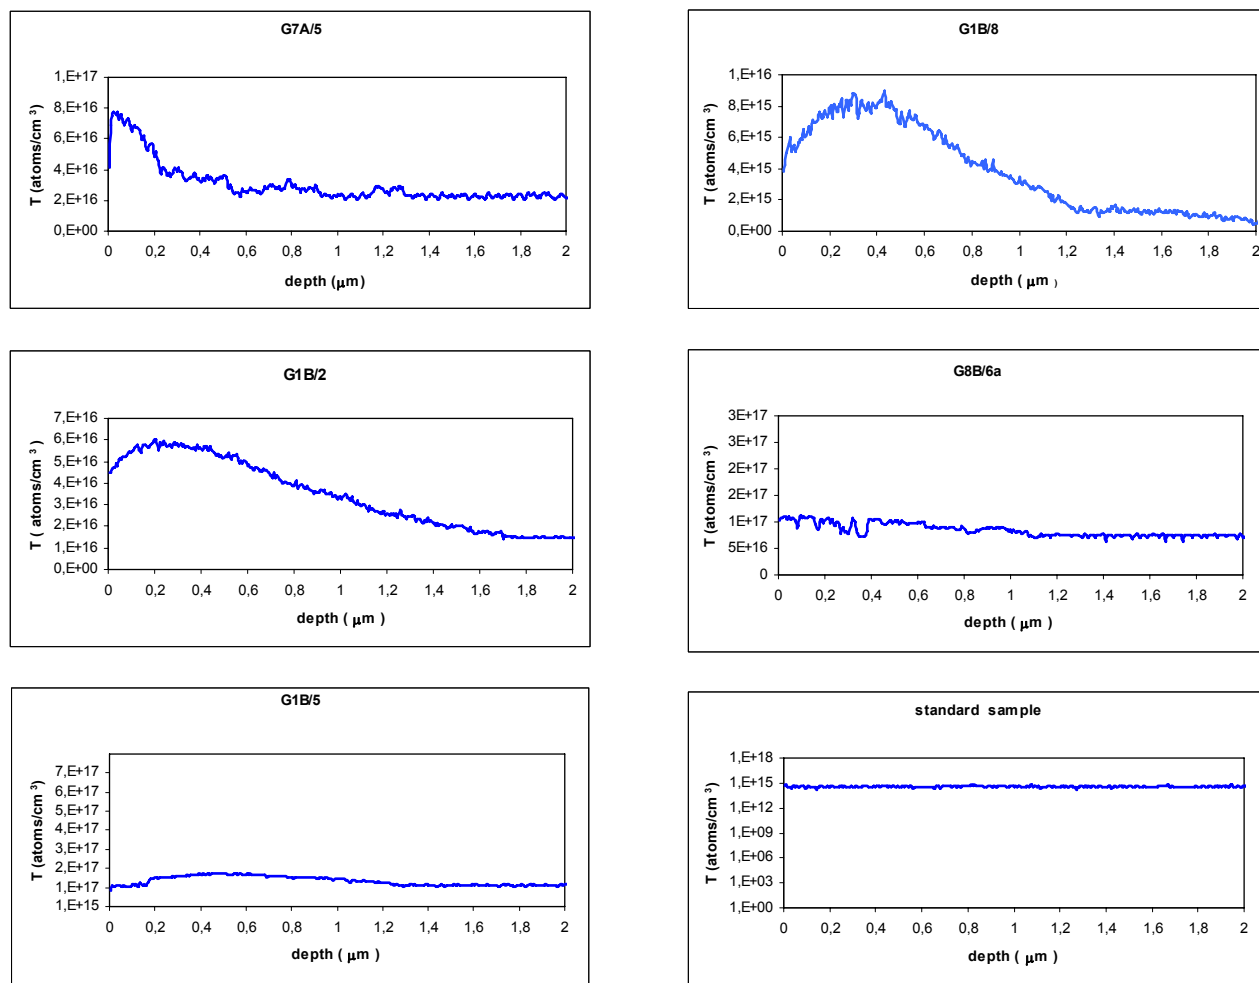 G7A/5
T (atoms/cm 3)
1,E+17
8,E+16
6,E+16
4,E+16
2,E+16
0,E+00
0 0,2 0,4 0,6 0,8 1 1,2 1,4 1,6 1,8 2
depth (μm)
G1B/8
T (atoms/cm 3)
1,E+16
8,E+15
6,E+15
4,E+15
2,E+15
0,E+00
0 0,2 0,4 0,6 0,8 1 1,2 1,4 1,6 1,8 2
depth ( μm )
G1B/2
T ( atoms/cm 3 )
7,E+16
6,E+16
5,E+16
4,E+16
3,E+16
2,E+16
1,E+16
0,E+00
0 0,2 0,4 0,6 0,8 1 1,2 1,4 1,6 1,8 2
depth ( μm )
G8B/6a
T (atoms/cm 3)
3E+17
3E+17
2E+17
2E+17
1E+17
5E+16
0
0 0,2 0,4 0,6 0,8 1 1,2 1,4 1,6 1,8 2
depth ( μm )
G1B/5
T (atoms/cm 3)
7,E+17
6,E+17
5,E+17
4,E+17
3,E+17
2,E+17
1,E+17
1,E+15
0 0,2 0,4 0,6 0,8 1 1,2 1,4 1,6 1,8 2
depth ( μm )
standard sample
T (atoms/cm 3)
1,E+18
1,E+15
1,E+12
1,E+09
1,E+06
1,E+03
1,E+00
0 0,2 0,4 0,6 0,8 1 1,2 1,4 1,6 1,8 2
depth ( μm )